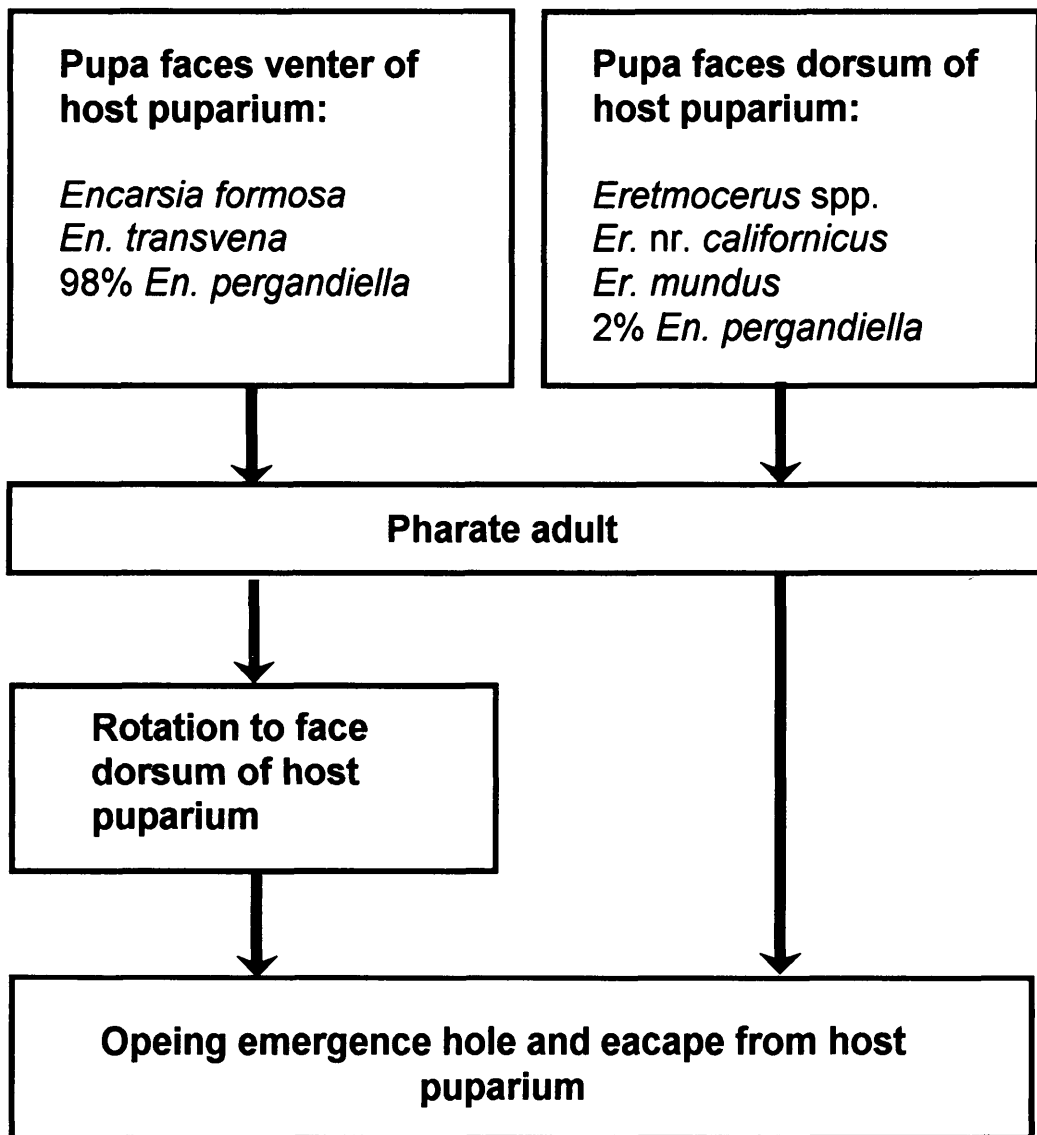 Pupa faces venter of
host puparium:
Encarsia formosa
En. transvena
98% En. pergandiella
Pupa faces dorsum of
host puparium:
Eretmocerus spp.
Er. nr. californicus
Er. mundus
2% En. pergandiella
Pharate adult
Rotation to face
dorsum of host
puparium
Opeing emergence hole and eacape from host
puparium